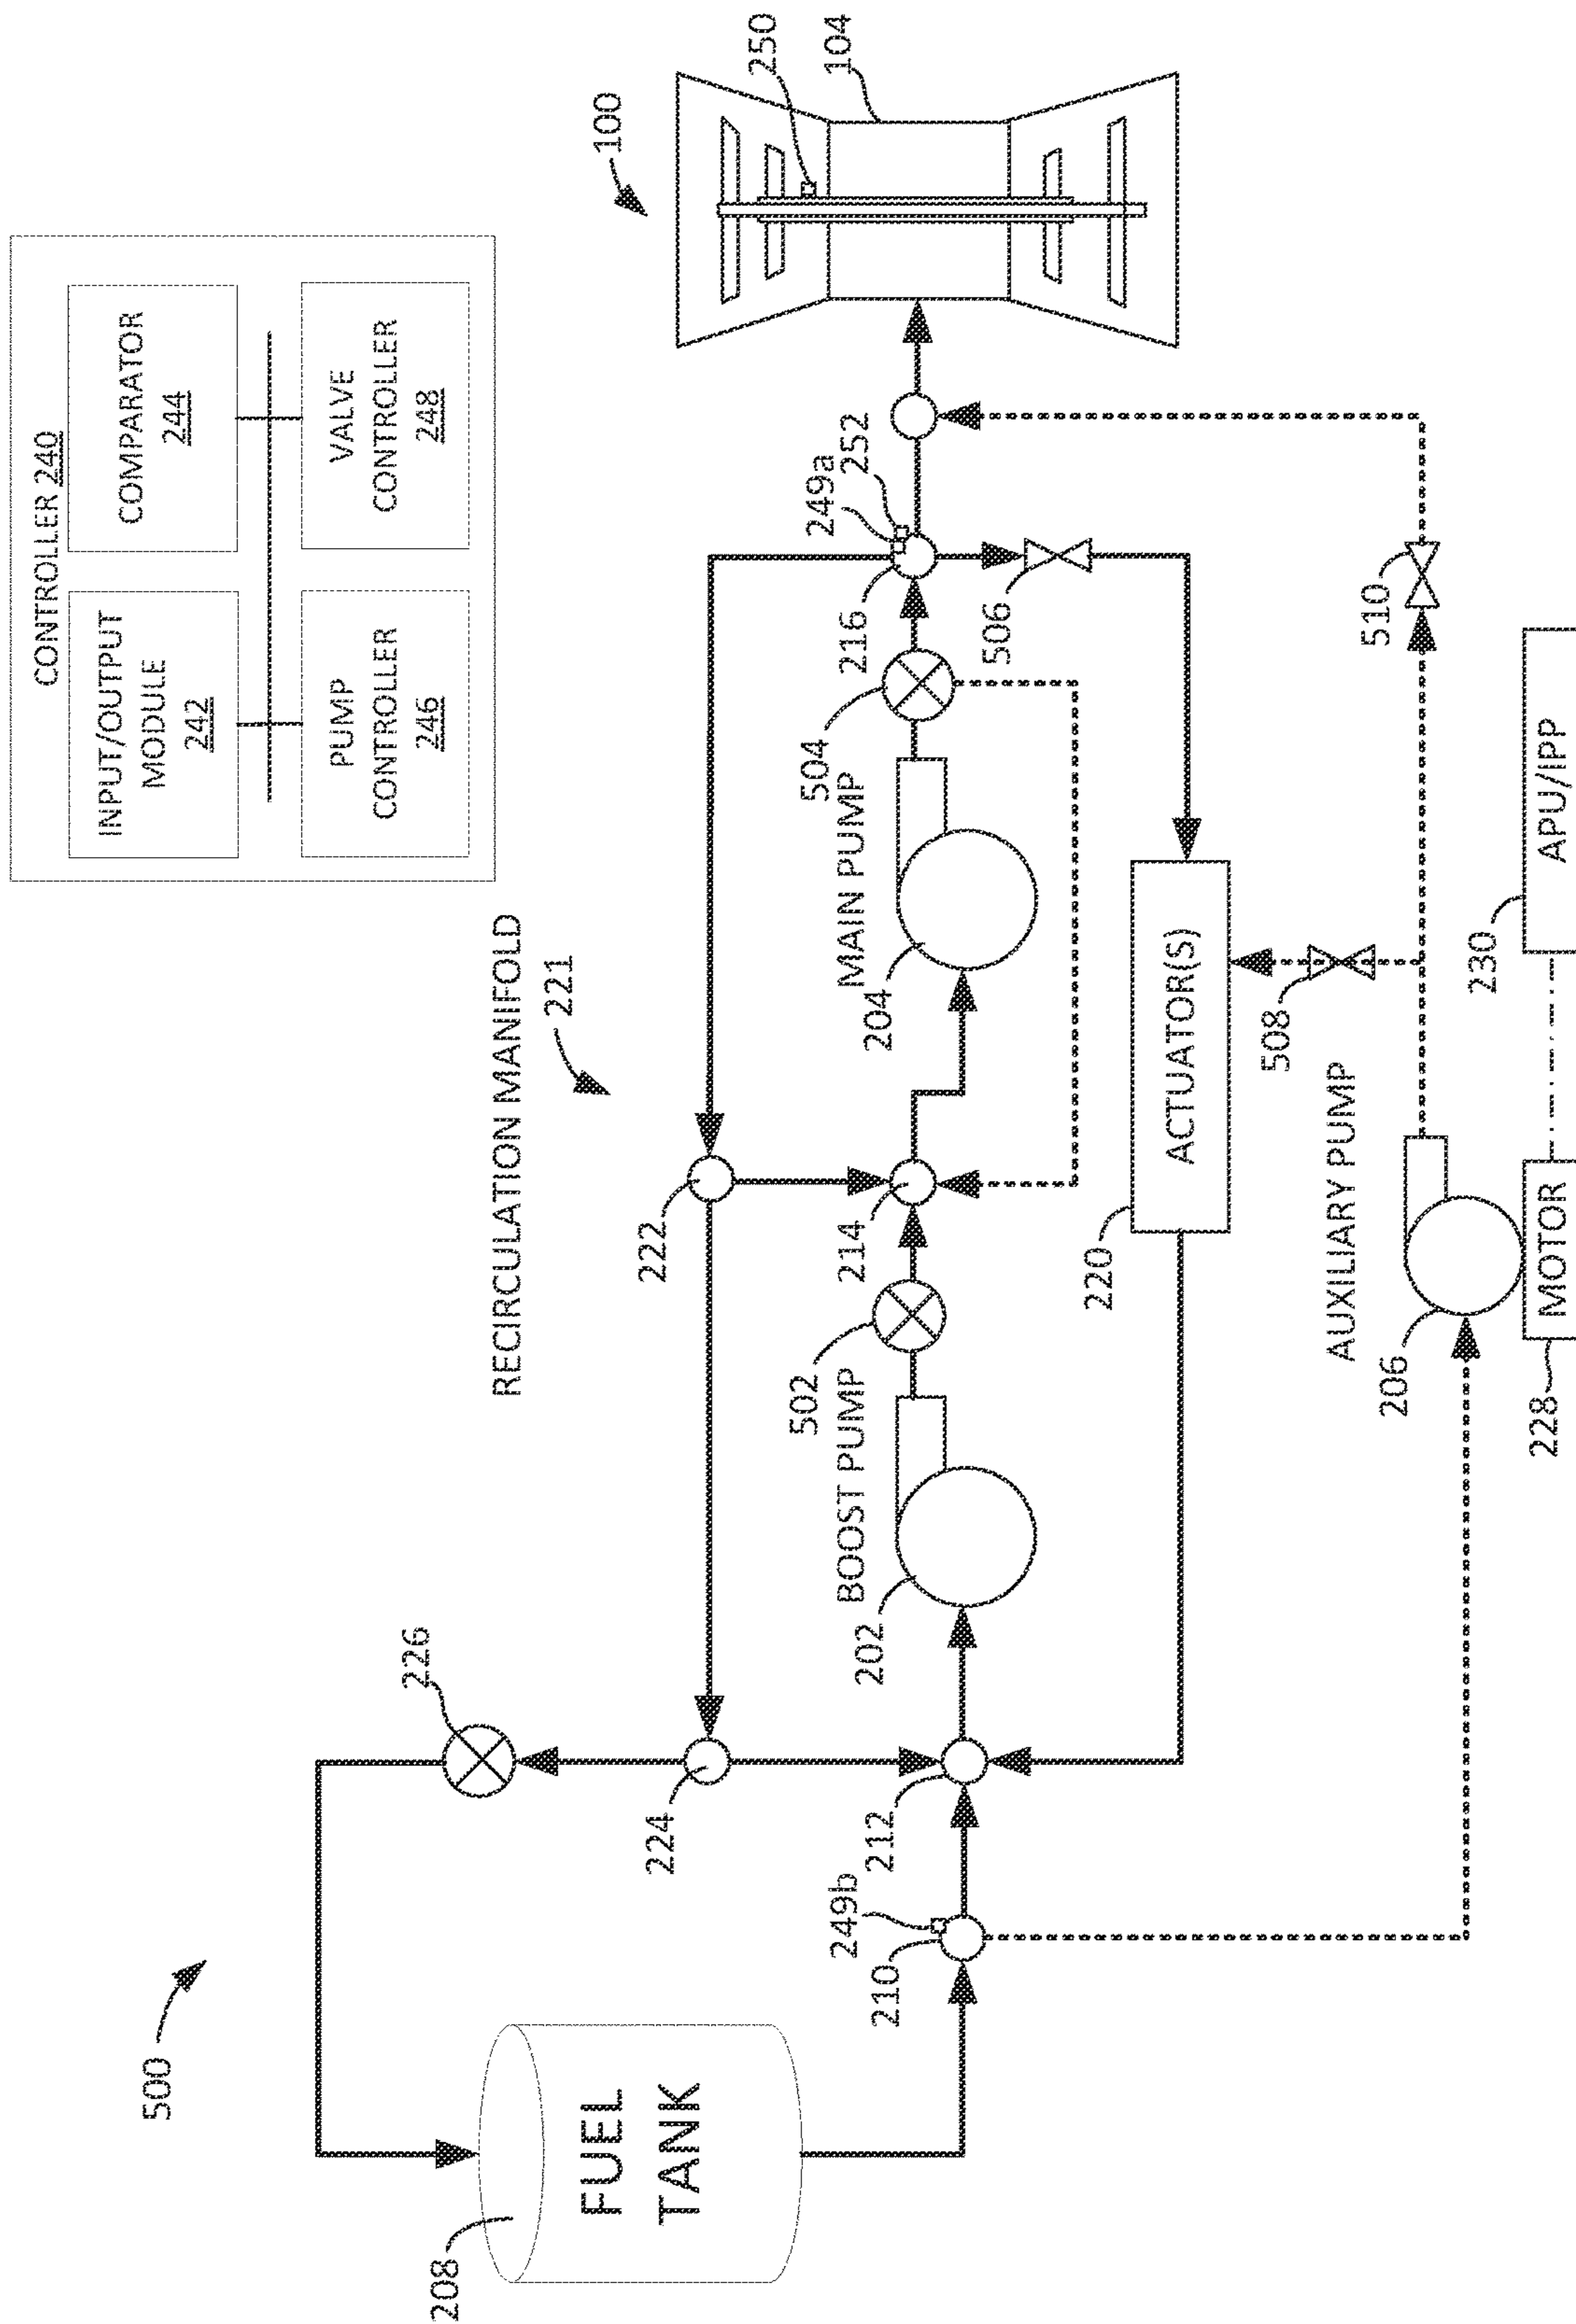 500
CONTROLLER 240
INPUT/OUTPUT
MODULE
242
COMPARATOR
244
PUMP
CONTROLLER
246
VALVE
CONTROLLER
248
RECIRCULATION MANIFOLD
221
226
222
224
100
250
104
208
FUEL
TANK
249b
210
212
BOOST PUMP
202
502
214
MAIN PUMP
204
504
216
249a
252
506
220
ACTUATOR(S)
508
510
AUXILIARY PUMP
206
228
MOTOR
230
APU/IPP